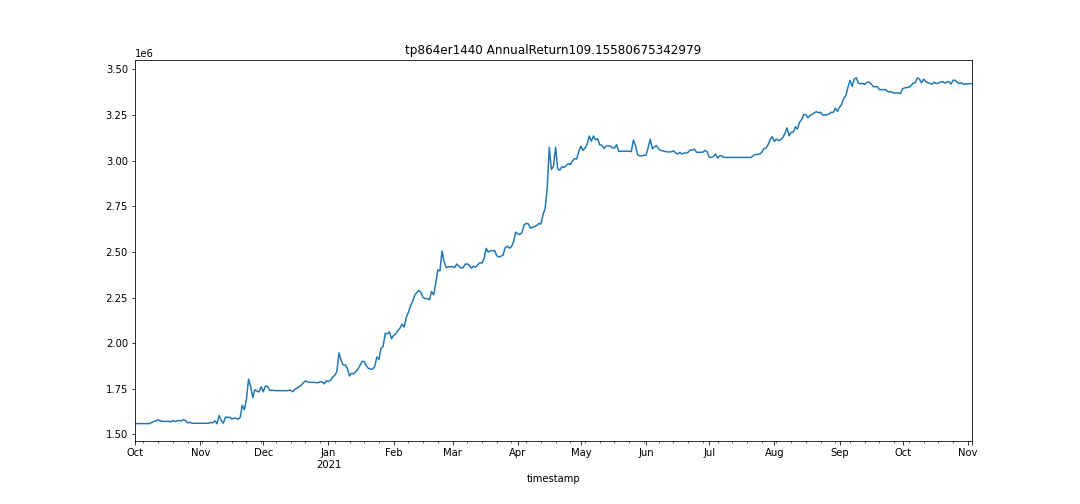 tp864er1440 AnnualReturn109.15580675342979
1e6
3.50
3.25
3.00
2.75
2.50
2.25
2.00
1.75
1.50
Oct Nov Dec Jan Feb Mar Apr May Jun Jul Aug Sep Oct Nov
2021
timestamp